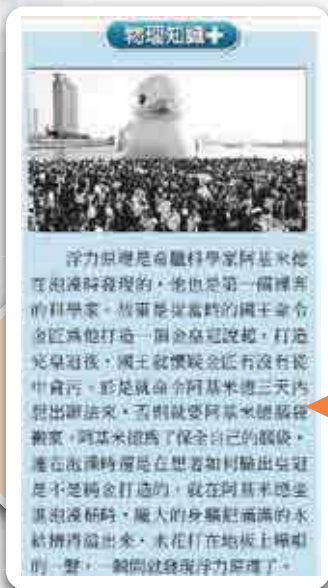 物理知識+
浮力原理是希臘科學家阿基米德
在泡澡時發現的，他也是第一個裸奔
的科學家。故事是從當時的國王命令
金匠為他打造一頂金皇冠說起，打造
完皇冠後，國王就懷疑金匠有沒有從
中貪污，於是就命令阿基米德三天內
想出辦法來，否則就要阿基米德腦袋
搬家。阿基米德為了保全自己的腦袋，
連在泡澡時還是在想著如何驗出皇冠
是不是純金打造的，就在阿基米德坐
進泡澡桶時，龐大的身軀把滿滿的水
給擠得溢出來，水花打在地板上嘩啦
的一聲，一瞬間就發現浮力原理了。